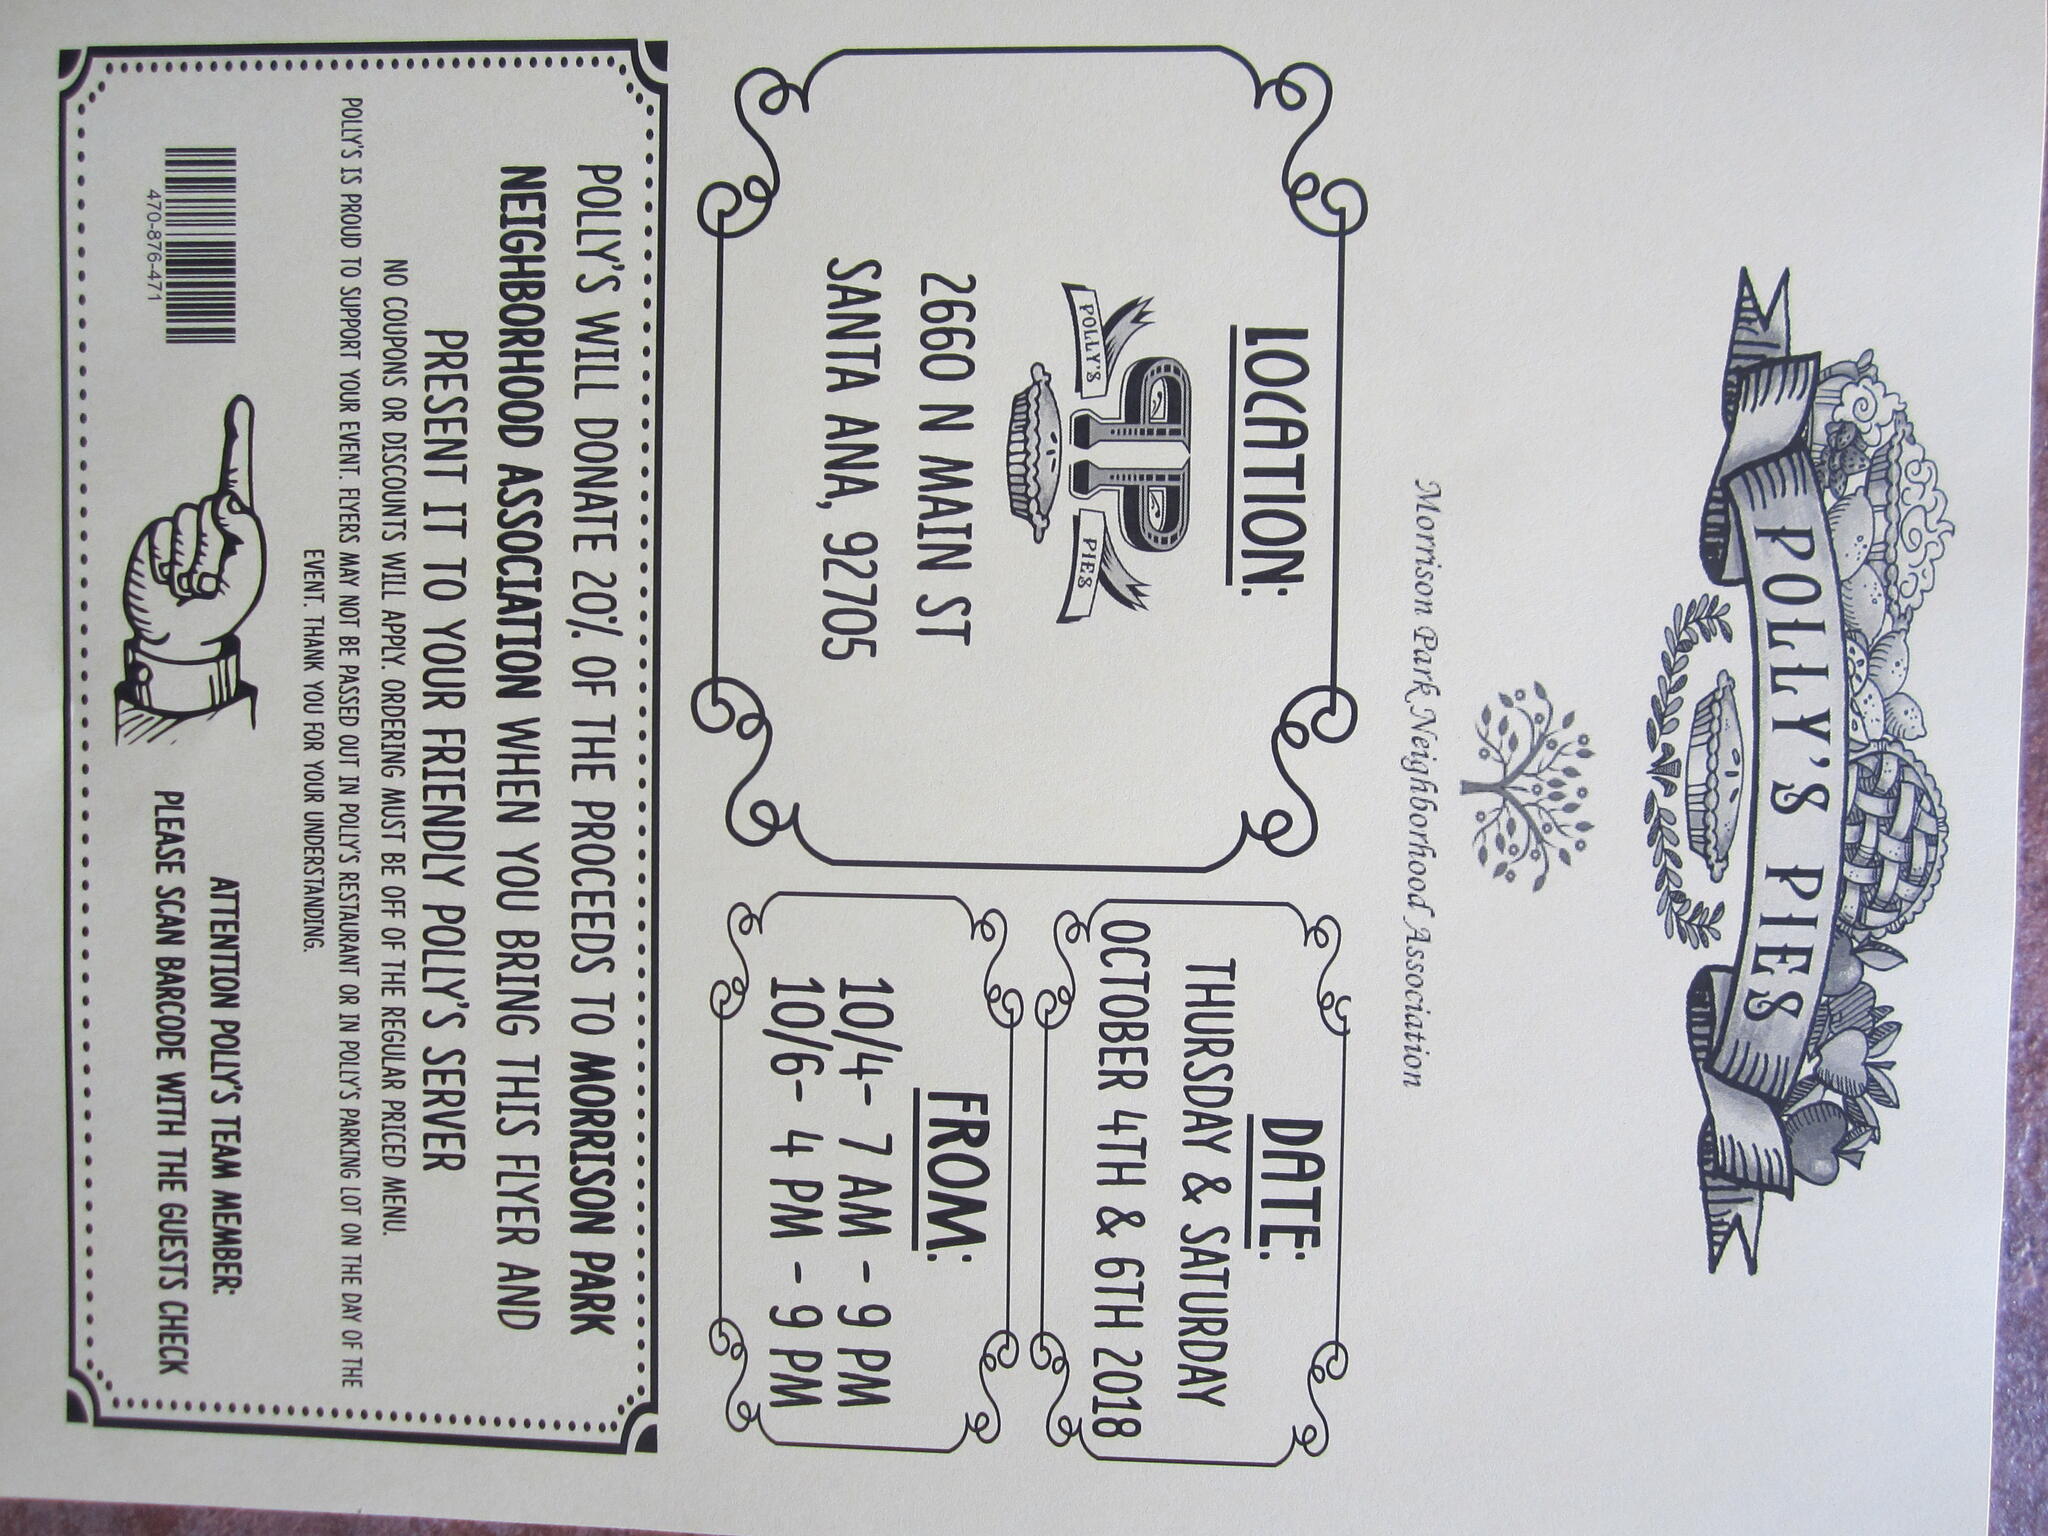 POLLY'S PIES
Morrison Park Neighborhood Association
LOCATION:
POLLY'S PIES
2660 N MAIN ST
SANTA ANA, 92705
DATE:
THURSDAY & SATURDAY
OCTOBER 4TH & 6TH 2018
FROM:
10/4- 7 AM - 9 PM
10/6- 4 PM - 9 PM
POLLY'S WILL DONATE 20% OF THE PROCEEDS TO MORRISON PARK
NEIGHBORHOOD ASSOCIATION WHEN YOU BRING THIS FLYER AND
PRESENT IT TO YOUR FRIENDLY POLLY'S SERVER
NO COUPONS OR DISCOUNTS WILL APPLY. ORDERING MUST BE OFF OF THE REGULAR PRICED MENU.
POLLY'S IS PROUD TO SUPPORT YOUR EVENT. FLYERS MAY NOT BE PASSED OUT IN POLLY'S RESTAURANT OR IN POLLY'S PARKING LOT ON THE DAY OF THE
EVENT. THANK YOU FOR YOUR UNDERSTANDING.
470-876-471
ATTENTION POLLY'S TEAM MEMBER:
PLEASE SCAN BARCODE WITH THE GUESTS CHECK